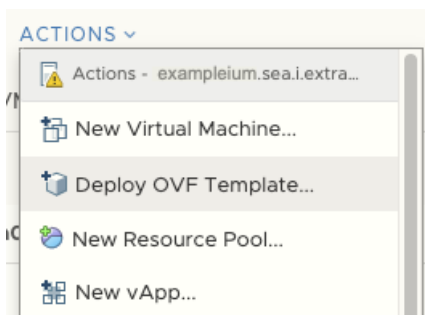 ACTIONS
Actions - exampleium.sea.i.extra...
New Virtual Machine...
Deploy OVF Template...
New Resource Pool...
New vApp...